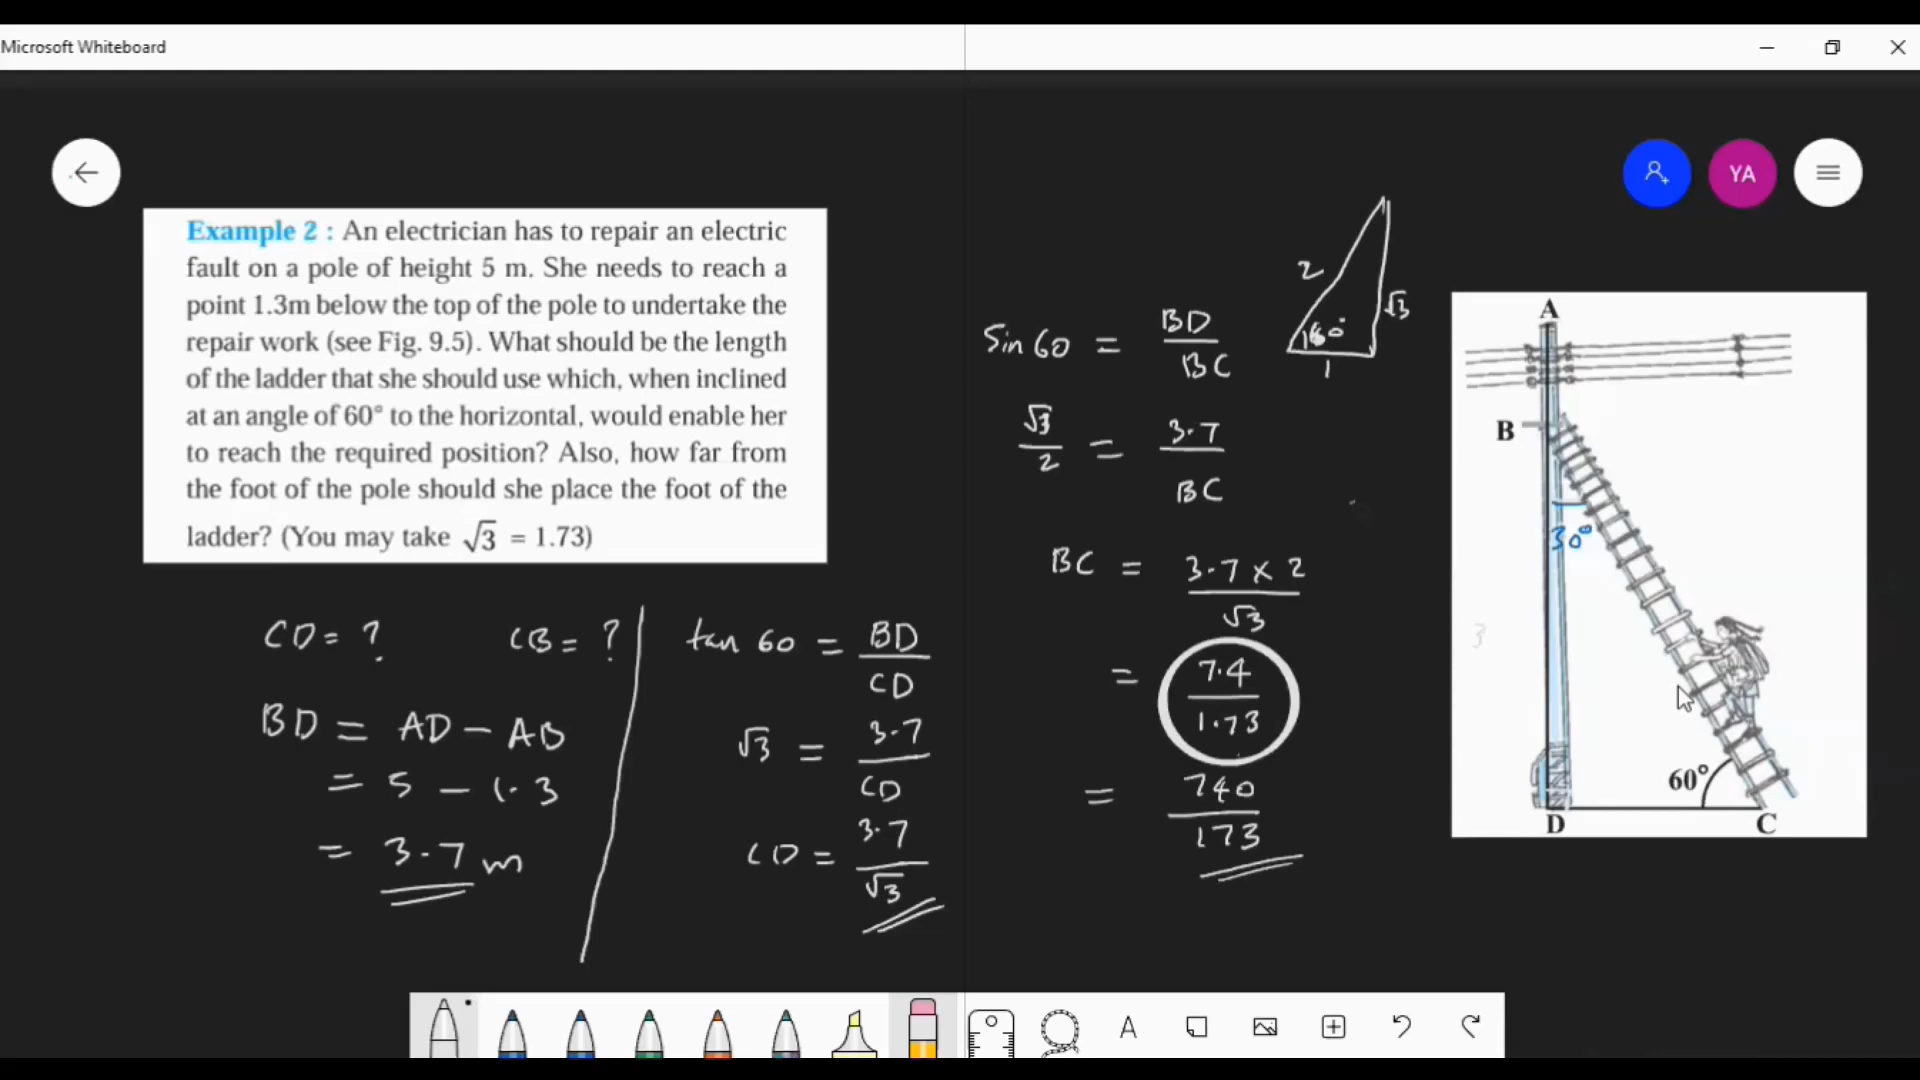 Microsoft Whiteboard
YA
Example 2 : An electrician has to repair an electric
fault on a pole of height 5 m. She needs to reach a
point 1.3m below the top of the pole to undertake the
repair work (see Fig. 9.5). What should be the length
of the ladder that she should use which, when inclined
at an angle of 60° to the horizontal, would enable her
to reach the required position? Also, how far from
the foot of the pole should she place the foot of the
ladder? (You may take √3 = 1.73)
CD = ?
CB = ?
BD = AD - AB
= 5 - 1.3
= 3.7 m
tan 60 = BD/CD
√3 = 3.7/CD
CD = 3.7/√3
Sin 60 = BD/BC
√3/2 = 3.7/BC
BC = 3.7 x 2/√3
= 7.4/1.73
= 740/173
2
√3
60°
1
A
B
30°
60°
D
C
A